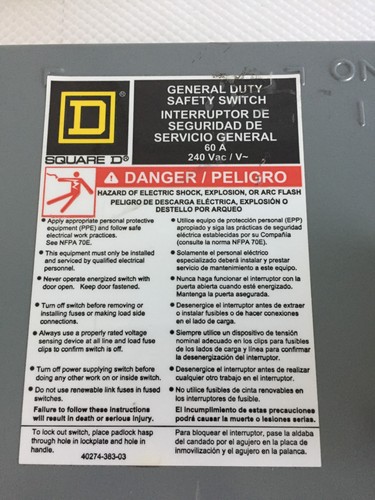 ON
I
D
SQUARE D®
GENERAL DUTY
SAFETY SWITCH
INTERRUPTOR DE
SEGURIDAD DE
SERVICIO GENERAL
60 A
240 Vac / V~
DANGER / PELIGRO
HAZARD OF ELECTRIC SHOCK, EXPLOSION, OR ARC FLASH
PELIGRO DE DESCARGA ELÉCTRICA, EXPLOSIÓN O
DESTELLO POR ARQUEO
• Apply appropriate personal protective
equipment (PPE) and follow safe
electrical work practices.
See NFPA 70E.
• This equipment must only be installed
and serviced by qualified electrical
personnel.
• Never operate energized switch with
door open. Keep door fastened.
• Turn off switch before removing or
installing fuses or making load side
connections.
• Always use a properly rated voltage
sensing device at all line and load fuse
clips to confirm switch is off.
• Turn off power supplying switch before
doing any other work on or inside switch.
• Do not use renewable link fuses in fused
switches.
Failure to follow these instructions
will result in death or serious injury.
• Utilice equipo de protección personal (EPP)
apropiado y siga las prácticas de seguridad
eléctrica establecidas por su Compañía
(consulte la norma NFPA 70E).
• Solamente el personal eléctrico
especializado deberá instalar y prestar
servicio de mantenimiento a este equipo.
• Nunca haga funcionar el interruptor con la
puerta abierta cuando esté energizado.
Mantenga la puerta asegurada.
• Desenergice el interruptor antes de extraer
o instalar fusibles o de hacer conexiones
en el lado de carga.
• Siempre utilice un dispositivo de tensión
nominal adecuado en los clips para fusibles
de los lados de carga y línea para confirmar
la desenergización del interruptor.
• Desenergice el interruptor antes de realizar
cualquier otro trabajo en el interruptor.
• No utilice fusibles de cinta renovables en
los interruptores de fusibles.
El incumplimiento de estas precauciones
podrá causar la muerte o lesiones serias.
To lock out switch, place padlock hasp
through hole in lockplate and hole in
handle.
40274-383-03
Para bloquear el interruptor, pase la aldaba
del candado por el agujero en la placa de
inmovilización y el agujero en la palanca.